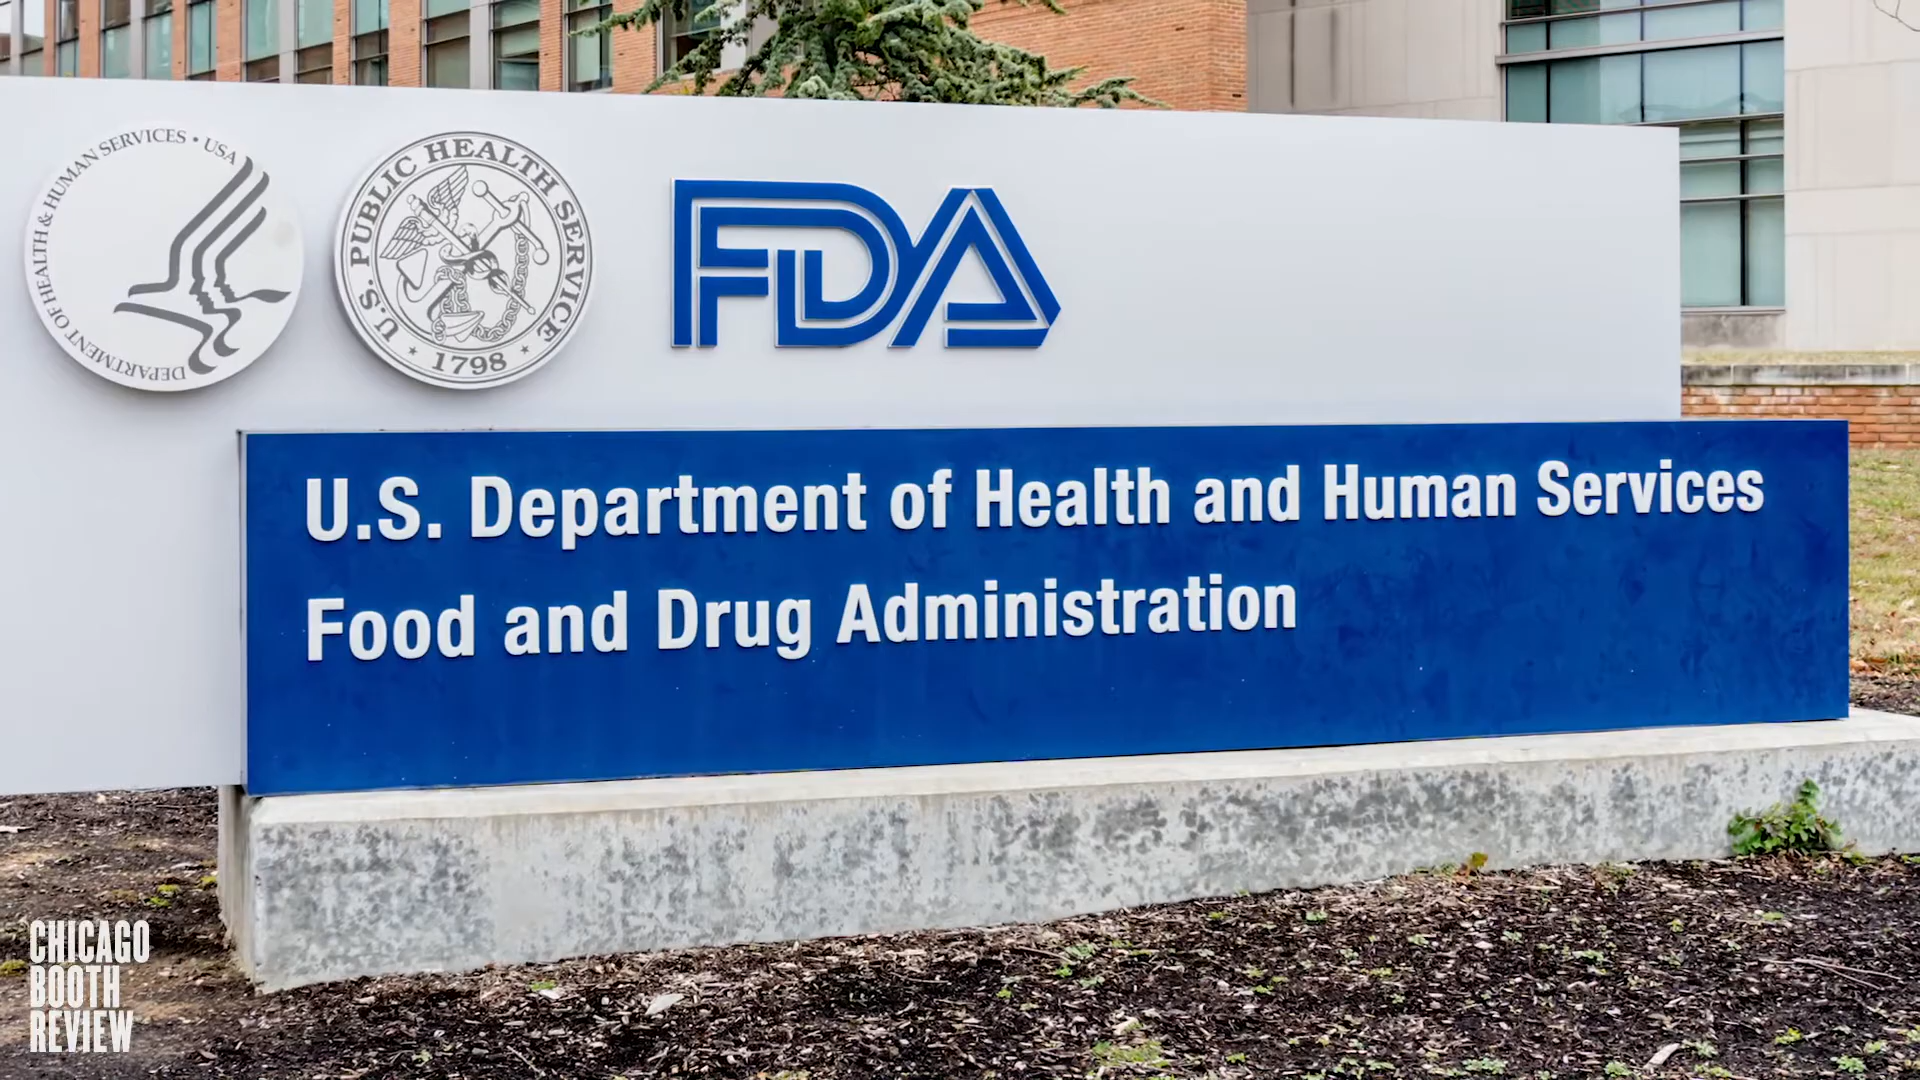 DEPARTMENT OF HEALTH & HUMAN SERVICES • USA
U.S. PUBLIC HEALTH SERVICE
1798
FDA
U.S. Department of Health and Human Services
Food and Drug Administration
CHICAGO
BOOTH
REVIEW